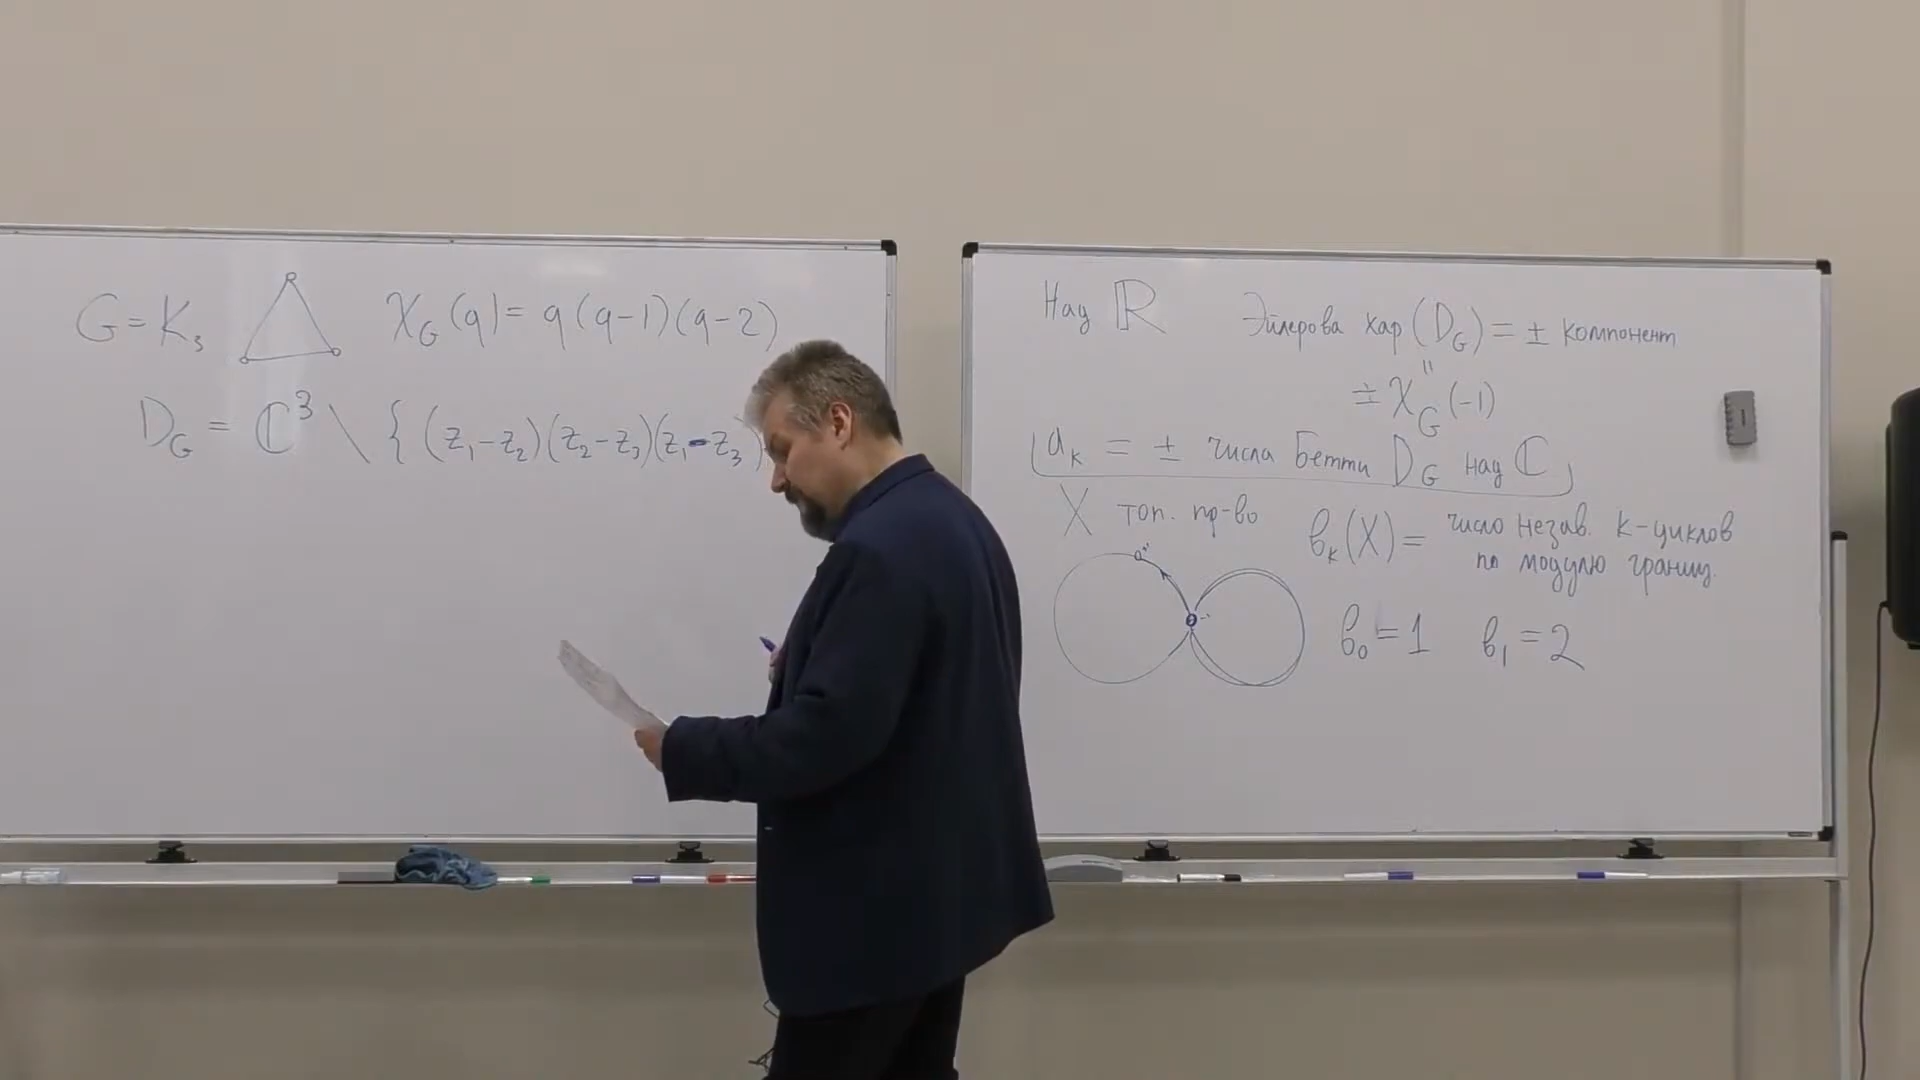 G = K₃ χ_G(q) = q(q-1)(q-2)
D_G = ℂ³ \ { (z₁-z₂)(z₂-z₃)(z₁-z₃)
Над ℝ Эйлерова хар(D_G) = ± компонент
"
= ± χ_G(-1)
a_k = ± числа Бетти D_G над ℂ
X топ. пр-во b_k(X) = число незав. k-циклов
по модулю границ.
b₀ = 1 b₁ = 2